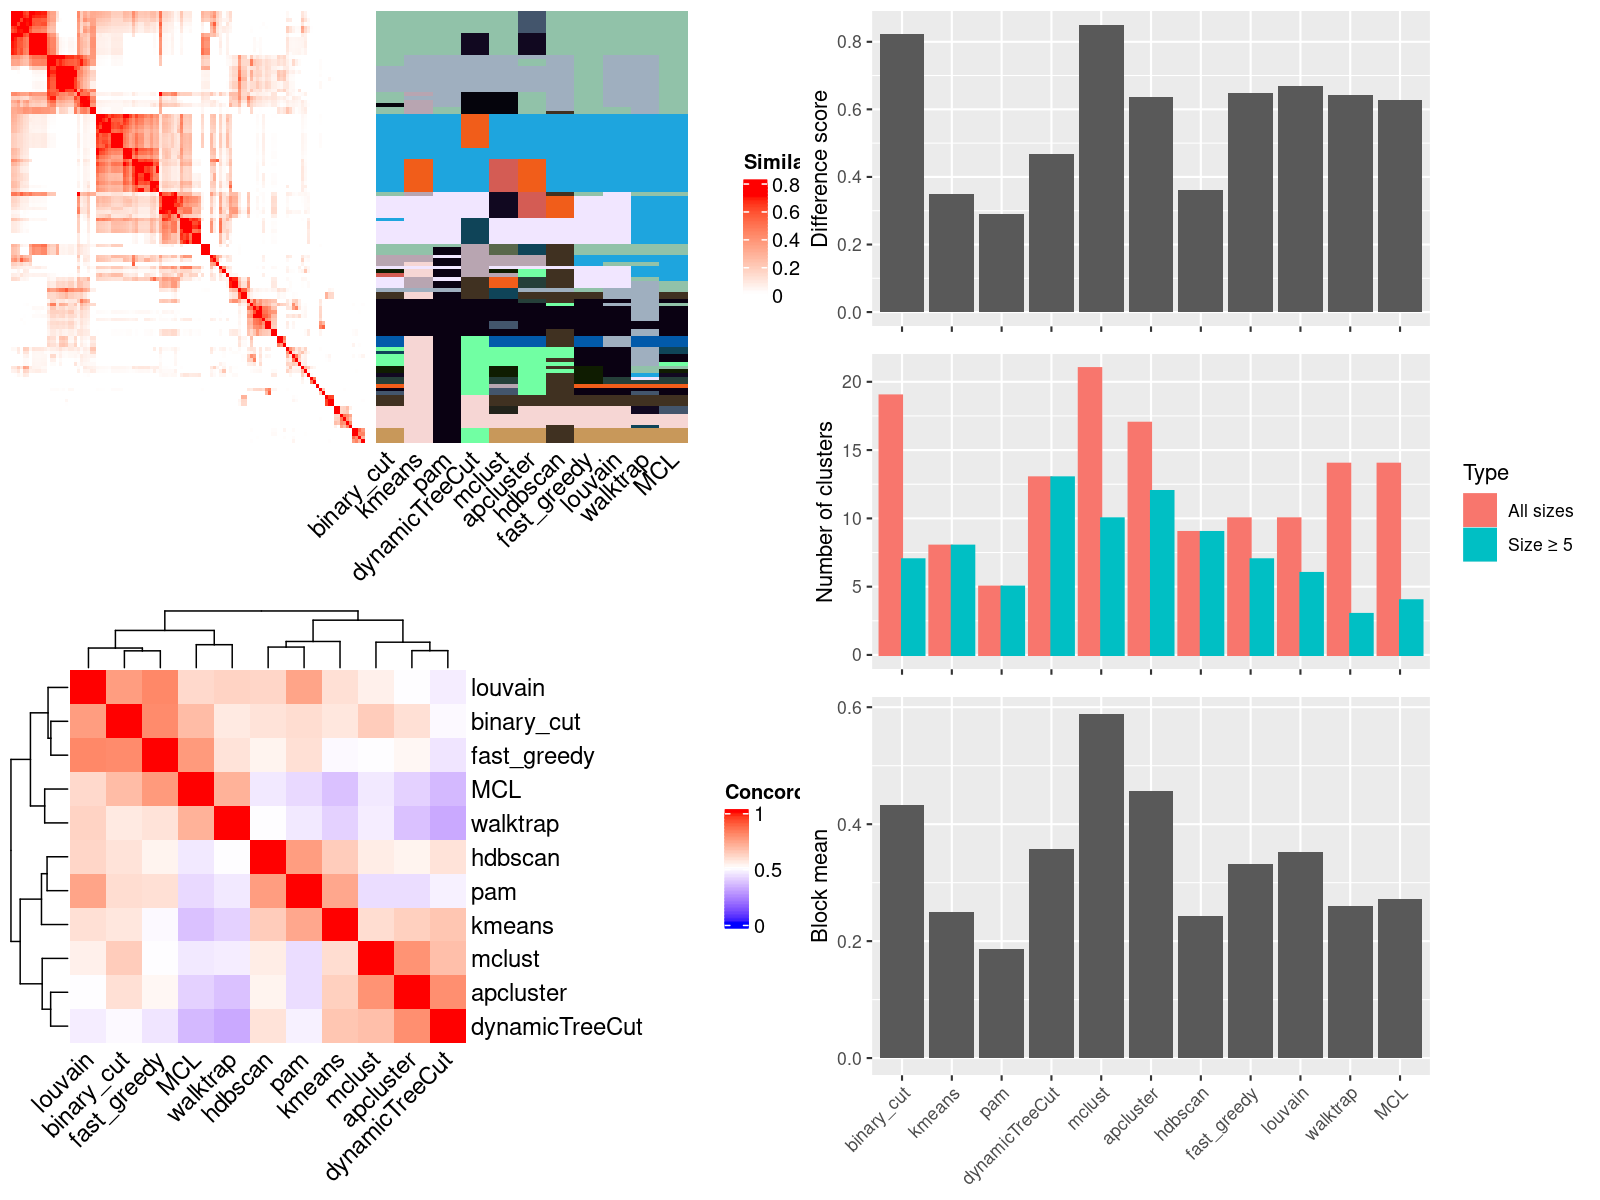 Simila
0.8
0.6
0.4
0.2
0
binary_cut
kmeans
pam
dynamicTreeCut
mclust
apcluster
hdbscan
fast_greedy
louvain
walktrap
MCL
Concord
1
0.5
0
louvain
binary_cut
fast_greedy
MCL
walktrap
hdbscan
pam
kmeans
mclust
apcluster
dynamicTreeCut
louvain
binary_cut
fast_greedy
MCL
walktrap
hdbscan
pam
kmeans
mclust
apcluster
dynamicTreeCut
Difference score
0.8
0.6
0.4
0.2
0.0
Number of clusters
20
15
10
5
0
Type
All sizes
Size ≥ 5
Block mean
0.6
0.4
0.2
0.0
binary_cut
kmeans
pam
dynamicTreeCut
mclust
apcluster
hdbscan
fast_greedy
louvain
walktrap
MCL